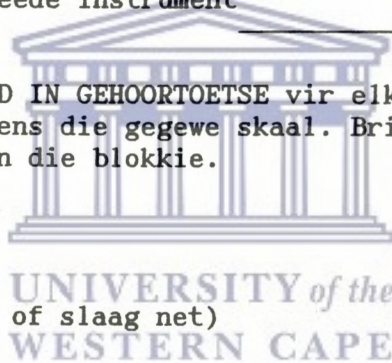 Instrument
D IN GEHOORTOETSE vir elk
ens die gegewe skaal. Bri
n die blokkie.
UNIVERSITY of the
of slaag net)
WESTERN CAPE